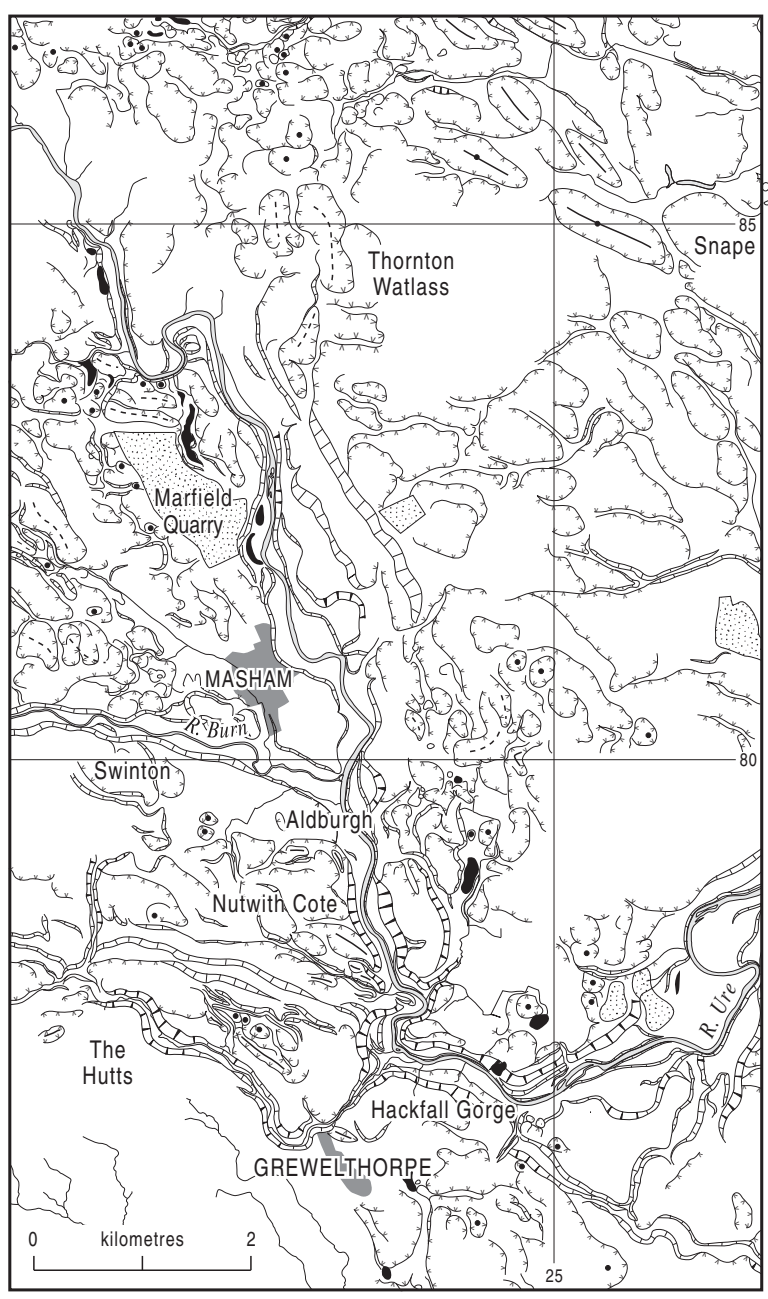 85
Snape
Thornton
Watlass
Marfield
Quarry
MASHAM
R. Burn
80
Swinton
Aldburgh
Nutwith Cote
R. Ure
The
Hutts
Hackfall Gorge
GREWELTHORPE
0 kilometres 2
25